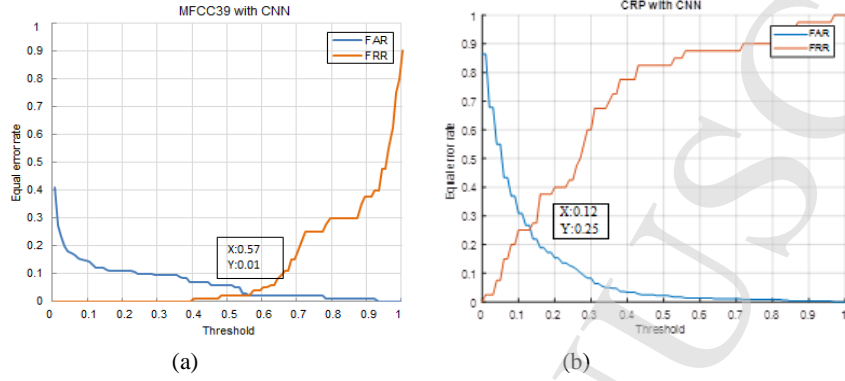 MFCC39 with CNN
FAR
FRR
1
0.9
0.8
0.7
0.6
0.5
0.4
0.3
0.2
0.1
0
Equal error rate
X:0.57
Y:0.01
0 0.1 0.2 0.3 0.4 0.5 0.6 0.7 0.8 0.9 1
Threshold
(a)
CRP with CNN
FAR
FRR
1
0.9
0.8
0.7
0.6
0.5
0.4
0.3
0.2
0.1
0
Equal error rate
X:0.12
Y:0.25
0 0.1 0.2 0.3 0.4 0.5 0.6 0.7 0.8 0.9 1
Threshold
(b)